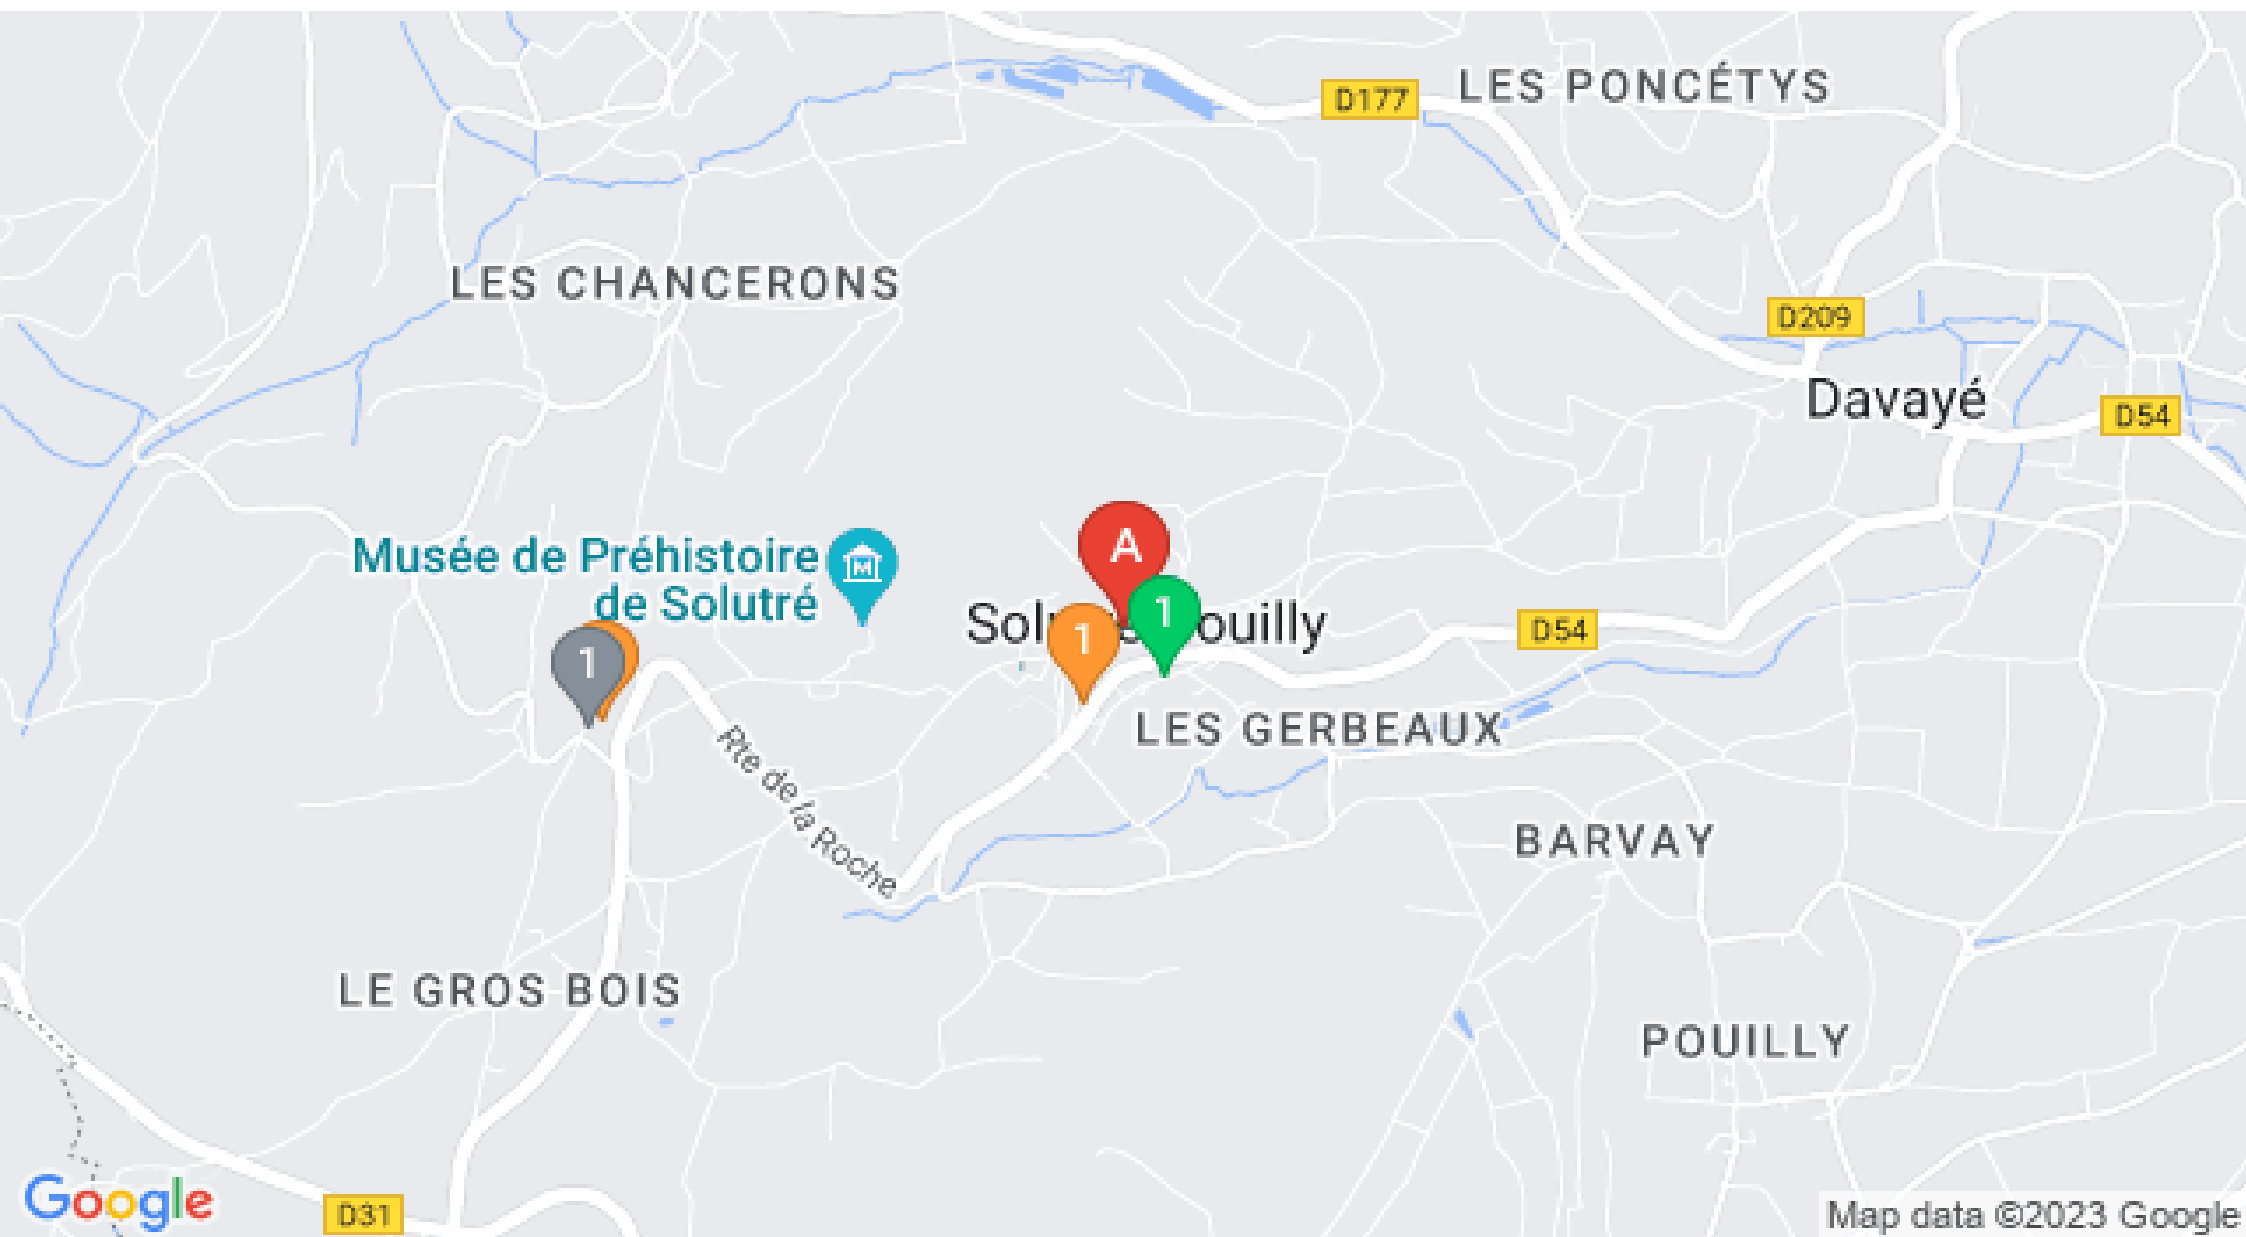 D177
LES PONCÉTYS
LES CHANCERONS
D209
Davayé
D54
A
Musée de Préhistoire
de Solutré
M
1
1
1
ouilly
D54
Rte de la Roche
LES GERBEAUX
BARVAY
LE GROS BOIS
POUILLY
Google
D31
Map data ©2023 Google